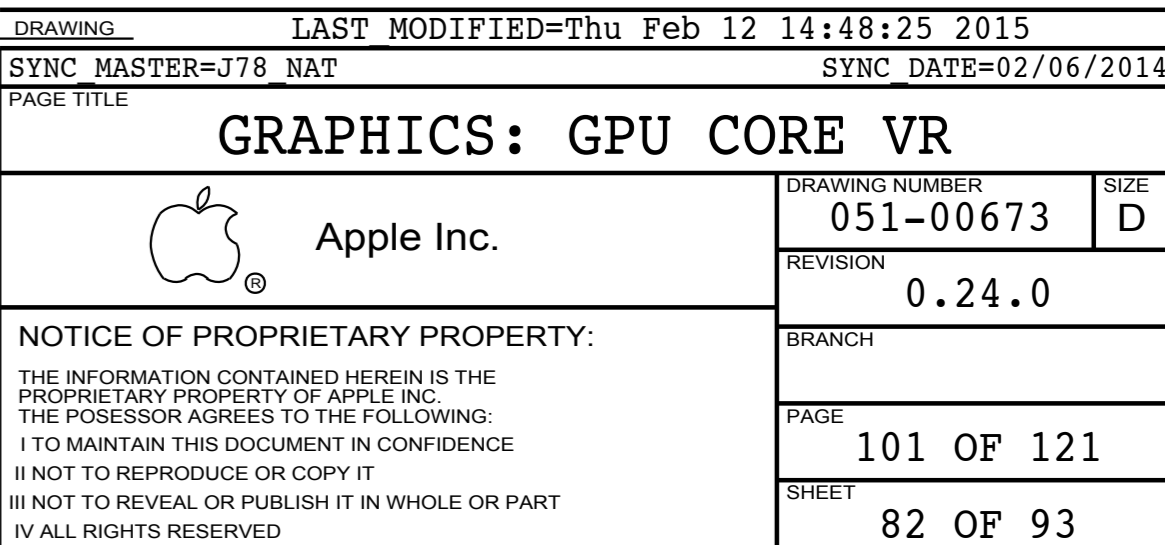 DRAWING
LAST_MODIFIED=Thu Feb 12 14:48:25 2015
SYNC_MASTER=J78_NAT
SYNC_DATE=02/06/2014
PAGE TITLE
GRAPHICS: GPU CORE VR
Apple Inc.
®
DRAWING NUMBER
051-00673
SIZE
D
REVISION
0.24.0
NOTICE OF PROPRIETARY PROPERTY:
BRANCH
THE INFORMATION CONTAINED HEREIN IS THE
PROPRIETARY PROPERTY OF APPLE INC.
THE POSESSOR AGREES TO THE FOLLOWING:
I TO MAINTAIN THIS DOCUMENT IN CONFIDENCE
II NOT TO REPRODUCE OR COPY IT
III NOT TO REVEAL OR PUBLISH IT IN WHOLE OR PART
IV ALL RIGHTS RESERVED
PAGE
101 OF 121
SHEET
82 OF 93